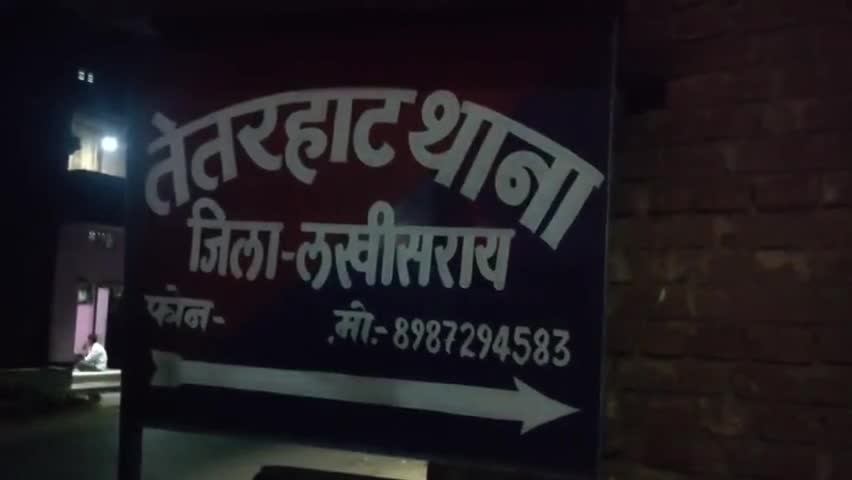 तेतरहाट थाना
जिला-लखीसराय
फोन- मो.-8987294583